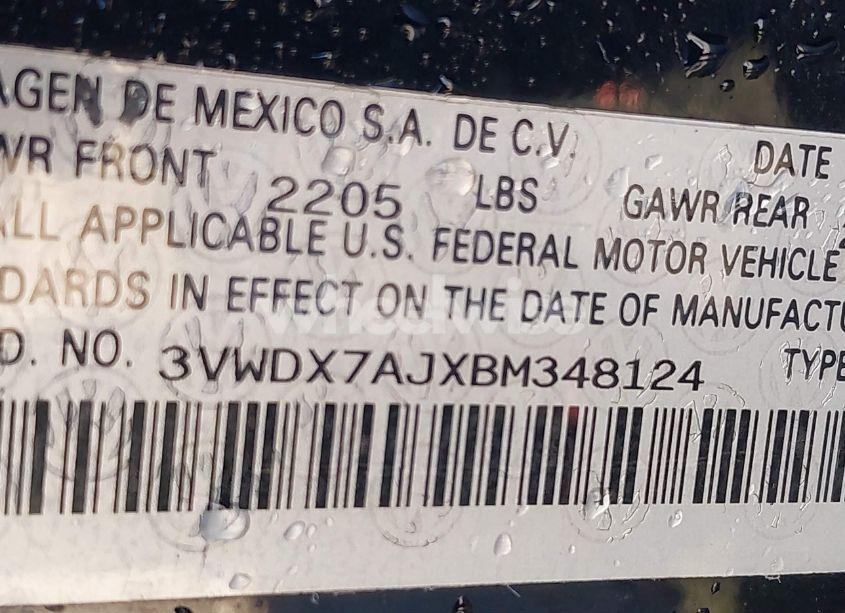 AGEN DE MEXICO S.A. DE C.V. DATE
WR FRONT 2205 LBS GAWR REAR
ALL APPLICABLE U.S. FEDERAL MOTOR VEHICLE
DARDS IN EFFECT ON THE DATE OF MANUFACTU
D. NO. 3VWDX7AJXBM348124 TYPE